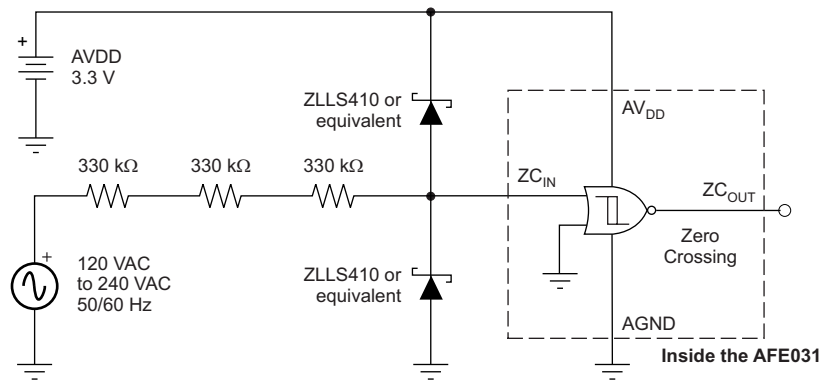 +
AVDD
3.3 V
ZLLS410 or
equivalent
AV_DD
330 kΩ
330 kΩ
330 kΩ
ZC_IN
ZC_OUT
+
120 VAC
to 240 VAC
50/60 Hz
ZLLS410 or
equivalent
Zero
Crossing
AGND
Inside the AFE031